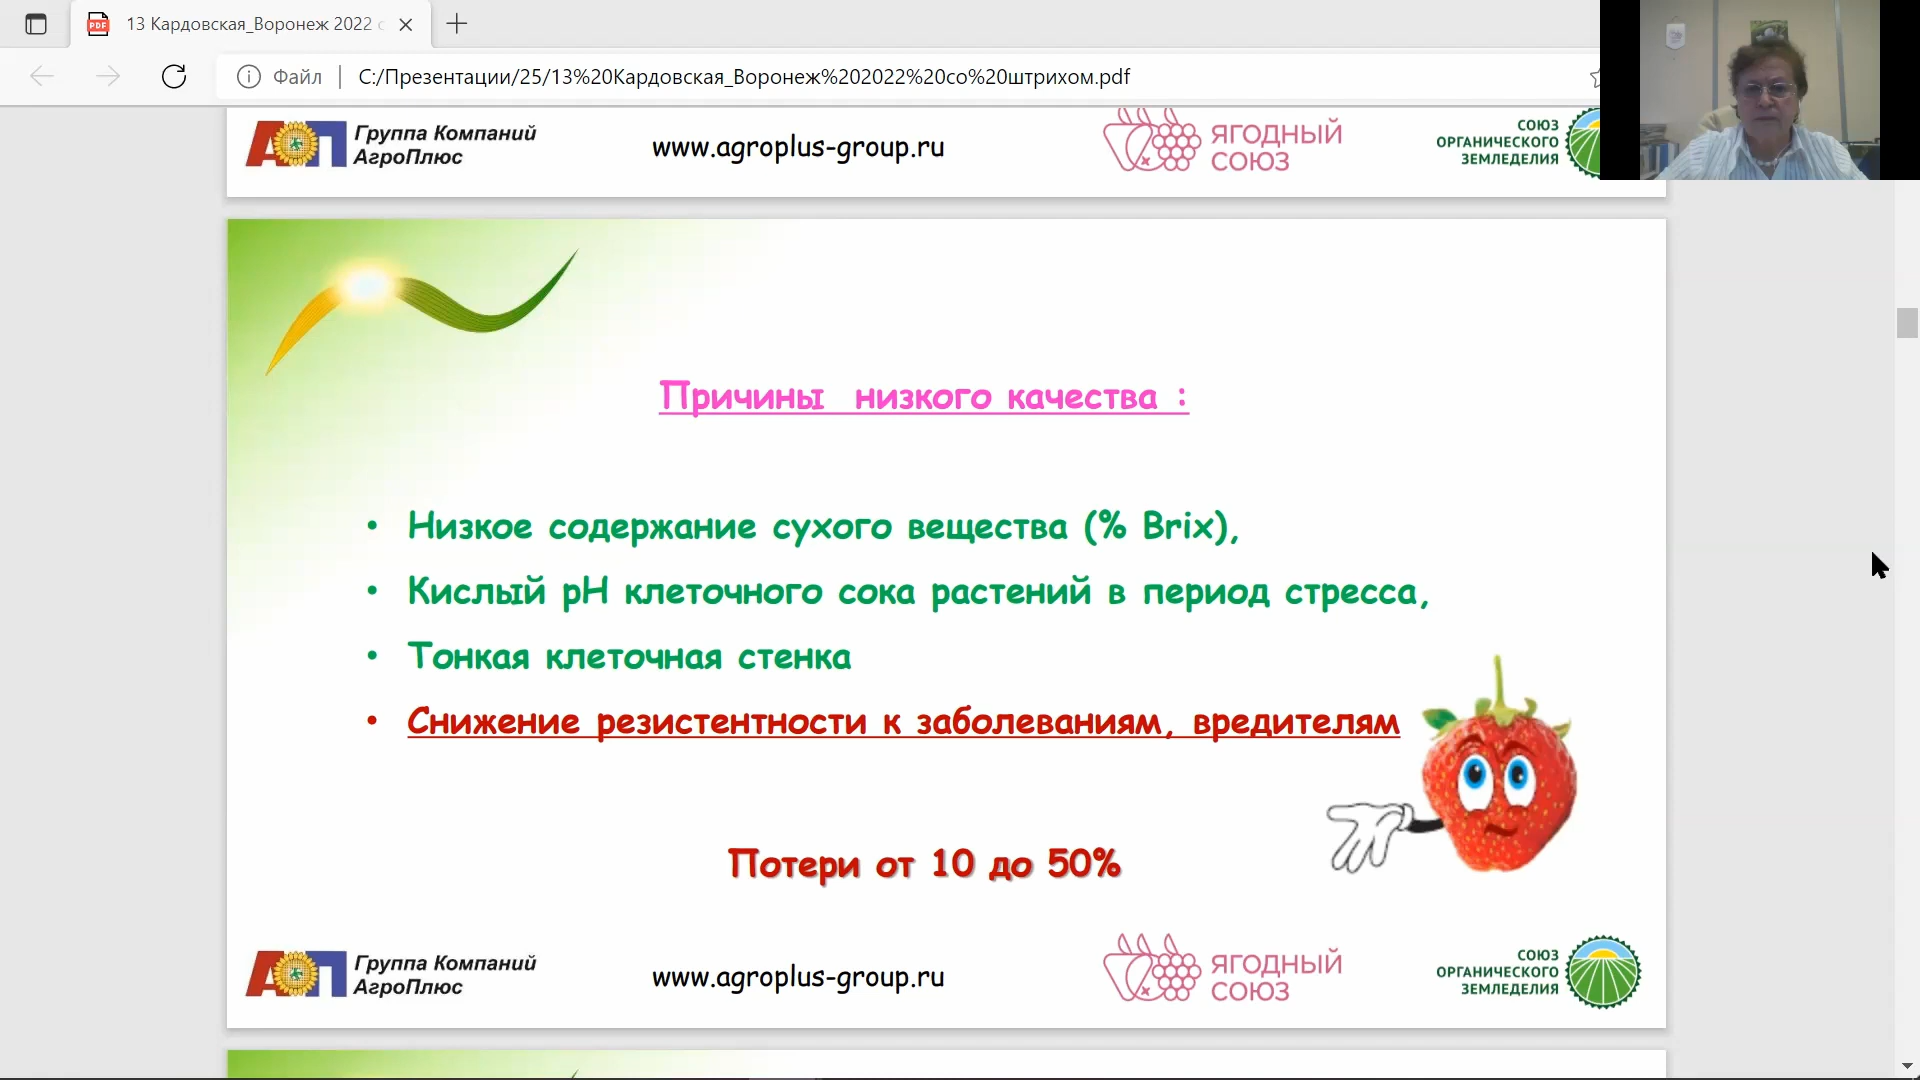 13 Кардовская_Воронеж 2022 с
Файл
C:/Презентации/25/13%20Кардовская_Воронеж%202022%20со%20штрихом.pdf
АП
Группа Компаний
АгроПлюс
www.agroplus-group.ru
ЯГОДНЫЙ
СОЮЗ
СОЮЗ
ОРГАНИЧЕСКОГО
ЗЕМЛЕДЕЛИЯ
Причины низкого качества :
• Низкое содержание сухого вещества (% Brix),
• Кислый рН клеточного сока растений в период стресса,
• Тонкая клеточная стенка
• Снижение резистентности к заболеваниям, вредителям
Потери от 10 до 50%
АП
Группа Компаний
АгроПлюс
www.agroplus-group.ru
ЯГОДНЫЙ
СОЮЗ
СОЮЗ
ОРГАНИЧЕСКОГО
ЗЕМЛЕДЕЛИЯ